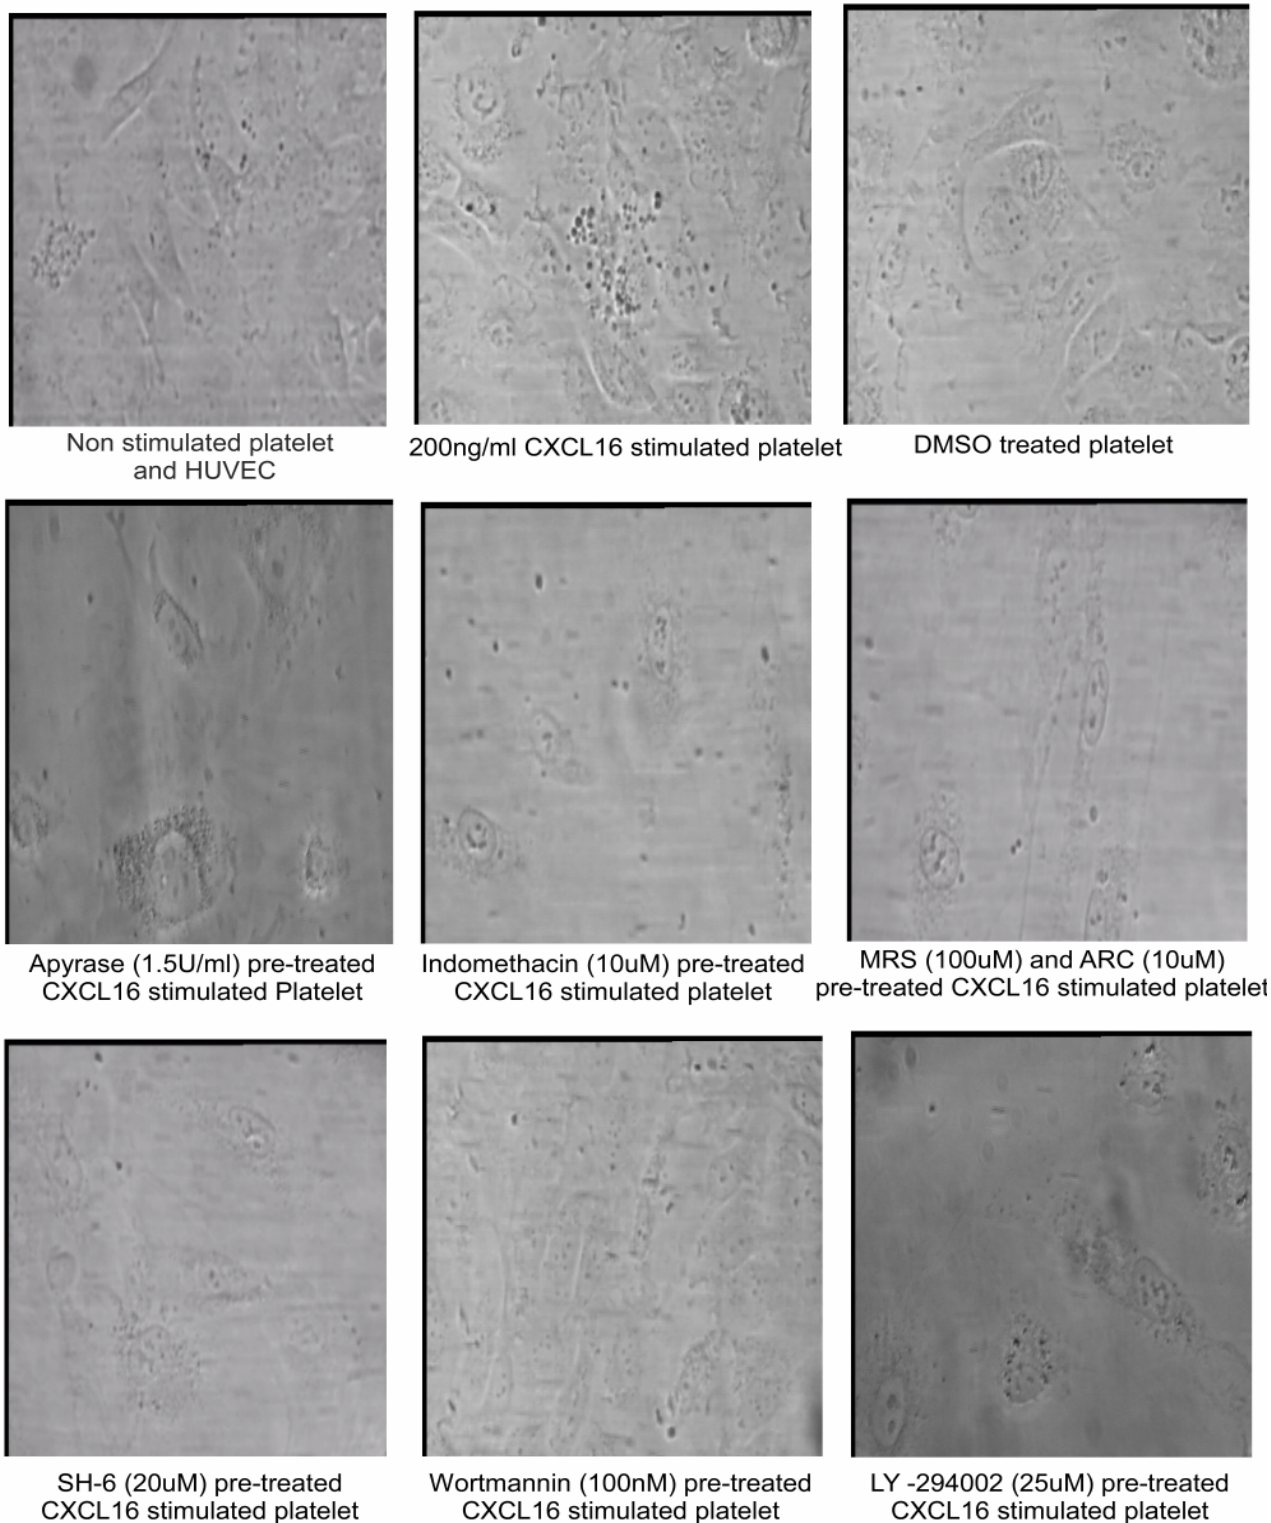 Non stimulated platelet
and HUVEC
200ng/ml CXCL16 stimulated platelet
DMSO treated platelet
Apyrase (1.5U/ml) pre-treated
CXCL16 stimulated Platelet
Indomethacin (10uM) pre-treated
CXCL16 stimulated platelet
MRS (100uM) and ARC (10uM)
pre-treated CXCL16 stimulated platelet
SH-6 (20uM) pre-treated
CXCL16 stimulated platelet
Wortmannin (100nM) pre-treated
CXCL16 stimulated platelet
LY -294002 (25uM) pre-treated
CXCL16 stimulated platelet